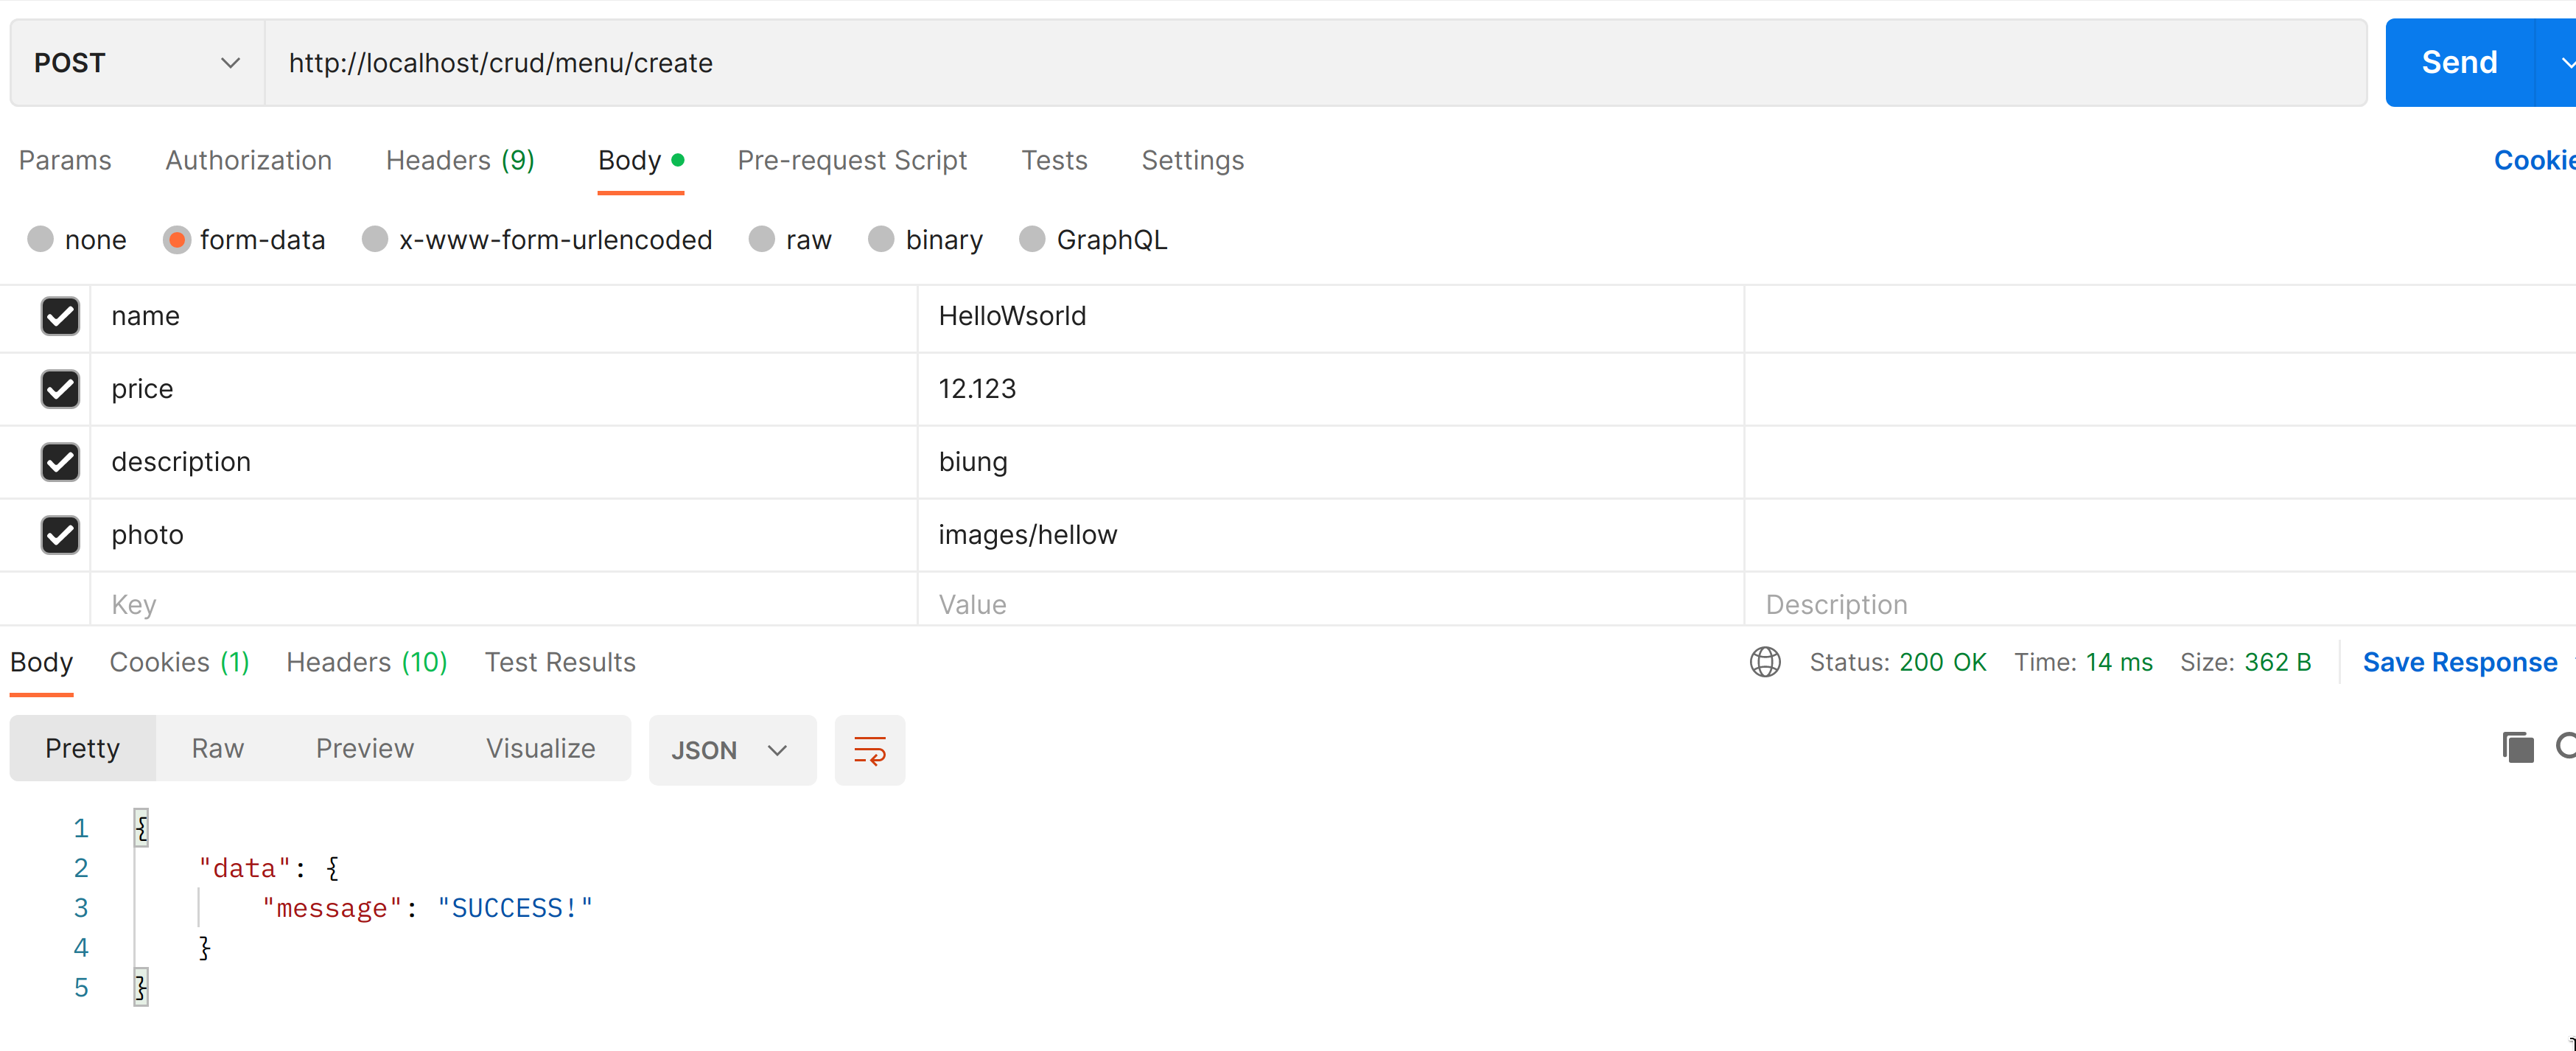 POST http://localhost/crud/menu/create Send
Params Authorization Headers (9) Body Pre-request Script Tests Settings Cookie
none form-data x-www-form-urlencoded raw binary GraphQL
name HelloWsorld
price 12.123
description biung
photo images/hellow
Key Value Description
Body Cookies (1) Headers (10) Test Results Status: 200 OK Time: 14 ms Size: 362 B Save Response
Pretty Raw Preview Visualize JSON
1 {
2 "data": {
3 "message": "SUCCESS!"
4 }
5 }